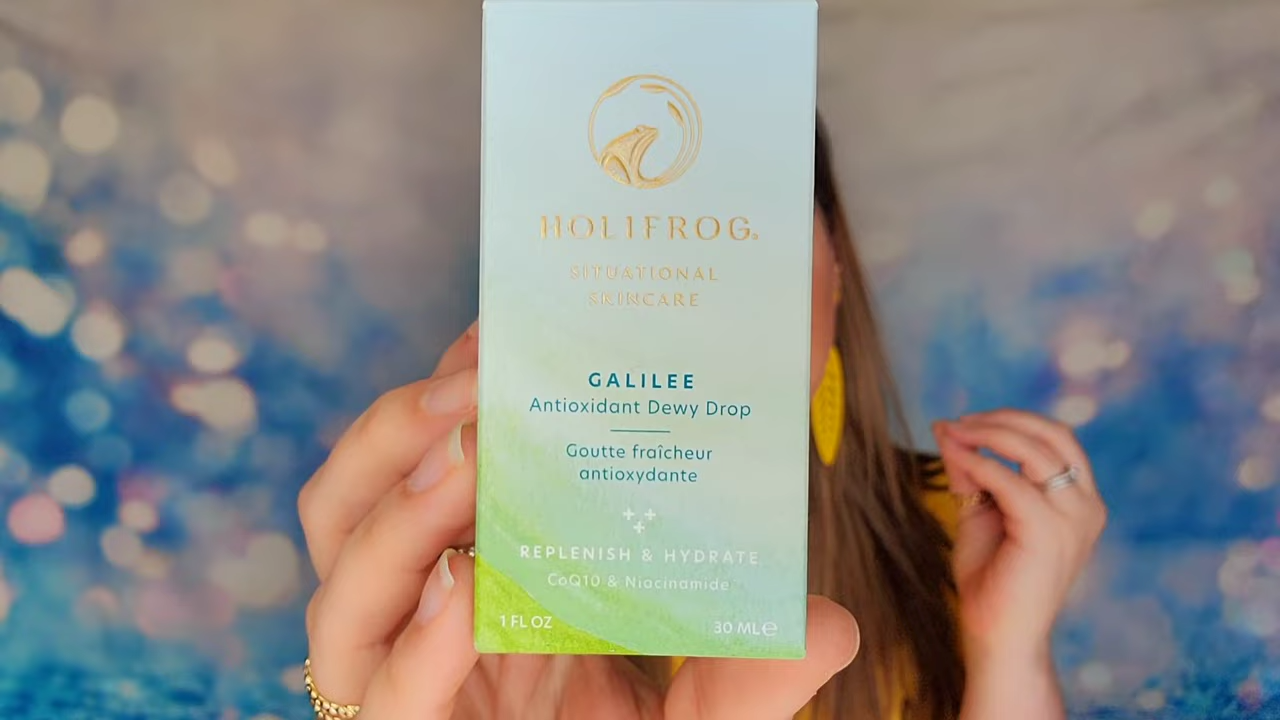 HOLIFROG®
SITUATIONAL
SKINCARE
GALILEE
Antioxidant Dewy Drop
Goutte fraîcheur
antioxydante
REPLENISH & HYDRATE
CoQ10 & Niacinamide
1 FL OZ
30 ML℮